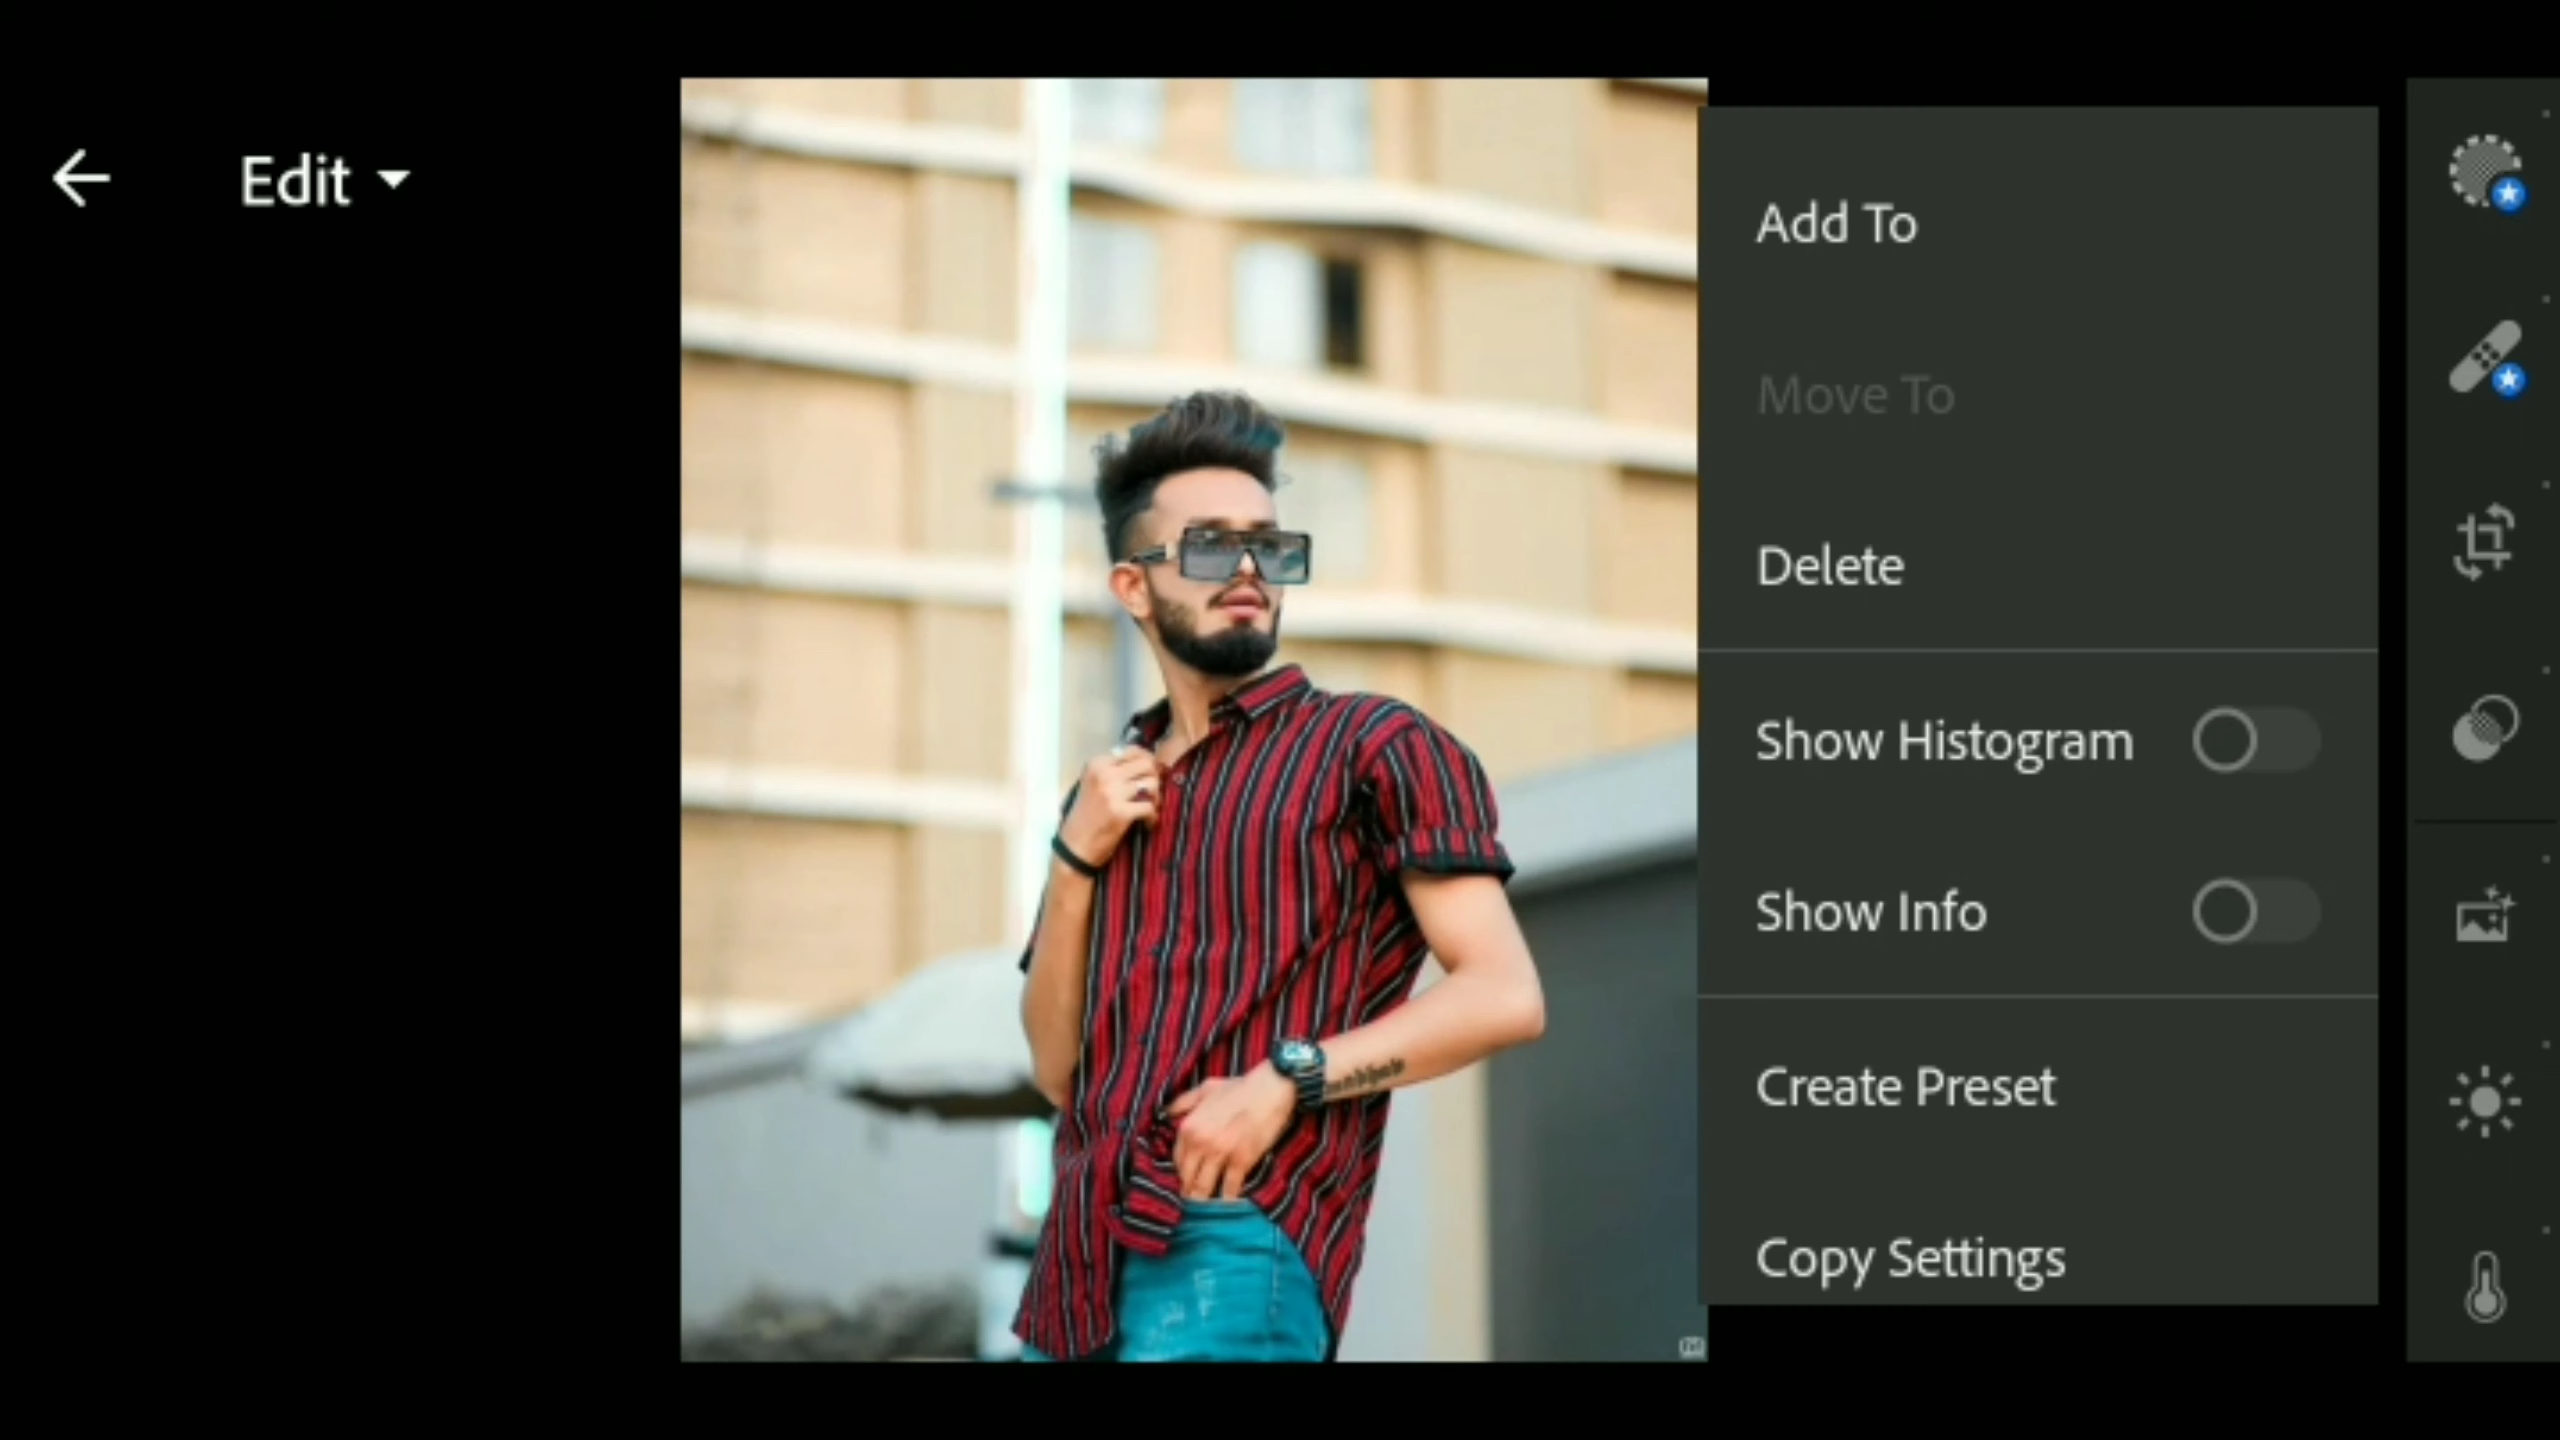 Edit
Add To
Move To
Delete
Show Histogram
Show Info
Create Preset
Copy Settings